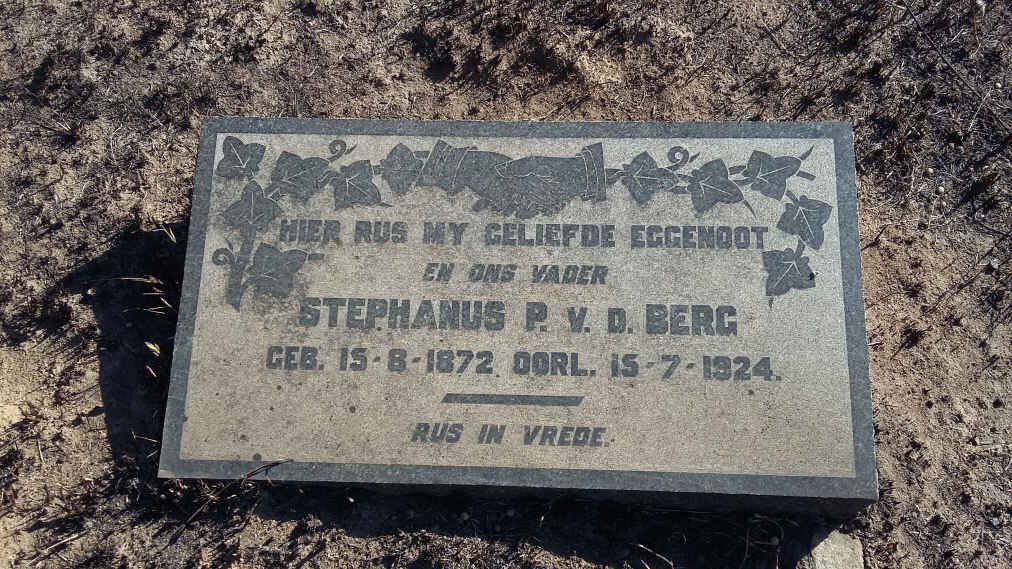 HIER RUS MY GELIEFDE EGGENOOT
EN ONS VADER
STEPHANUS P. V. D. BERG
GEB. 15-8-1872. OORL. 15-7-1924.
RUS IN VREDE.